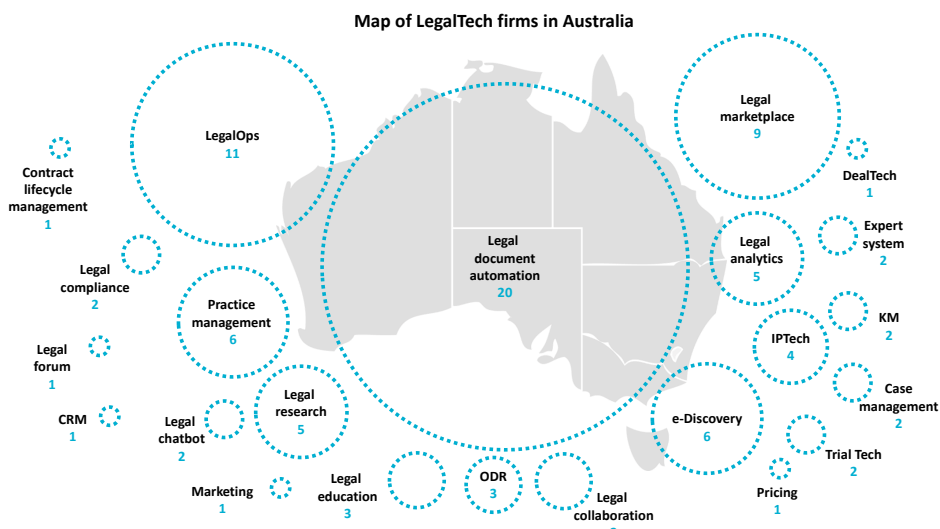 Map of LegalTech firms in Australia
LegalOps
11
Legal
marketplace
9
Contract
lifecycle
management
1
DealTech
1
Legal
document
automation
20
Legal
analytics
5
Expert
system
2
Legal
compliance
2
Practice
management
6
KM
2
IPTech
4
Legal
forum
1
Case
management
2
Legal
research
5
CRM
1
Legal
chatbot
2
e-Discovery
6
Trial Tech
2
Marketing
1
Legal
education
3
ODR
3
Legal
collaboration
Pricing
1